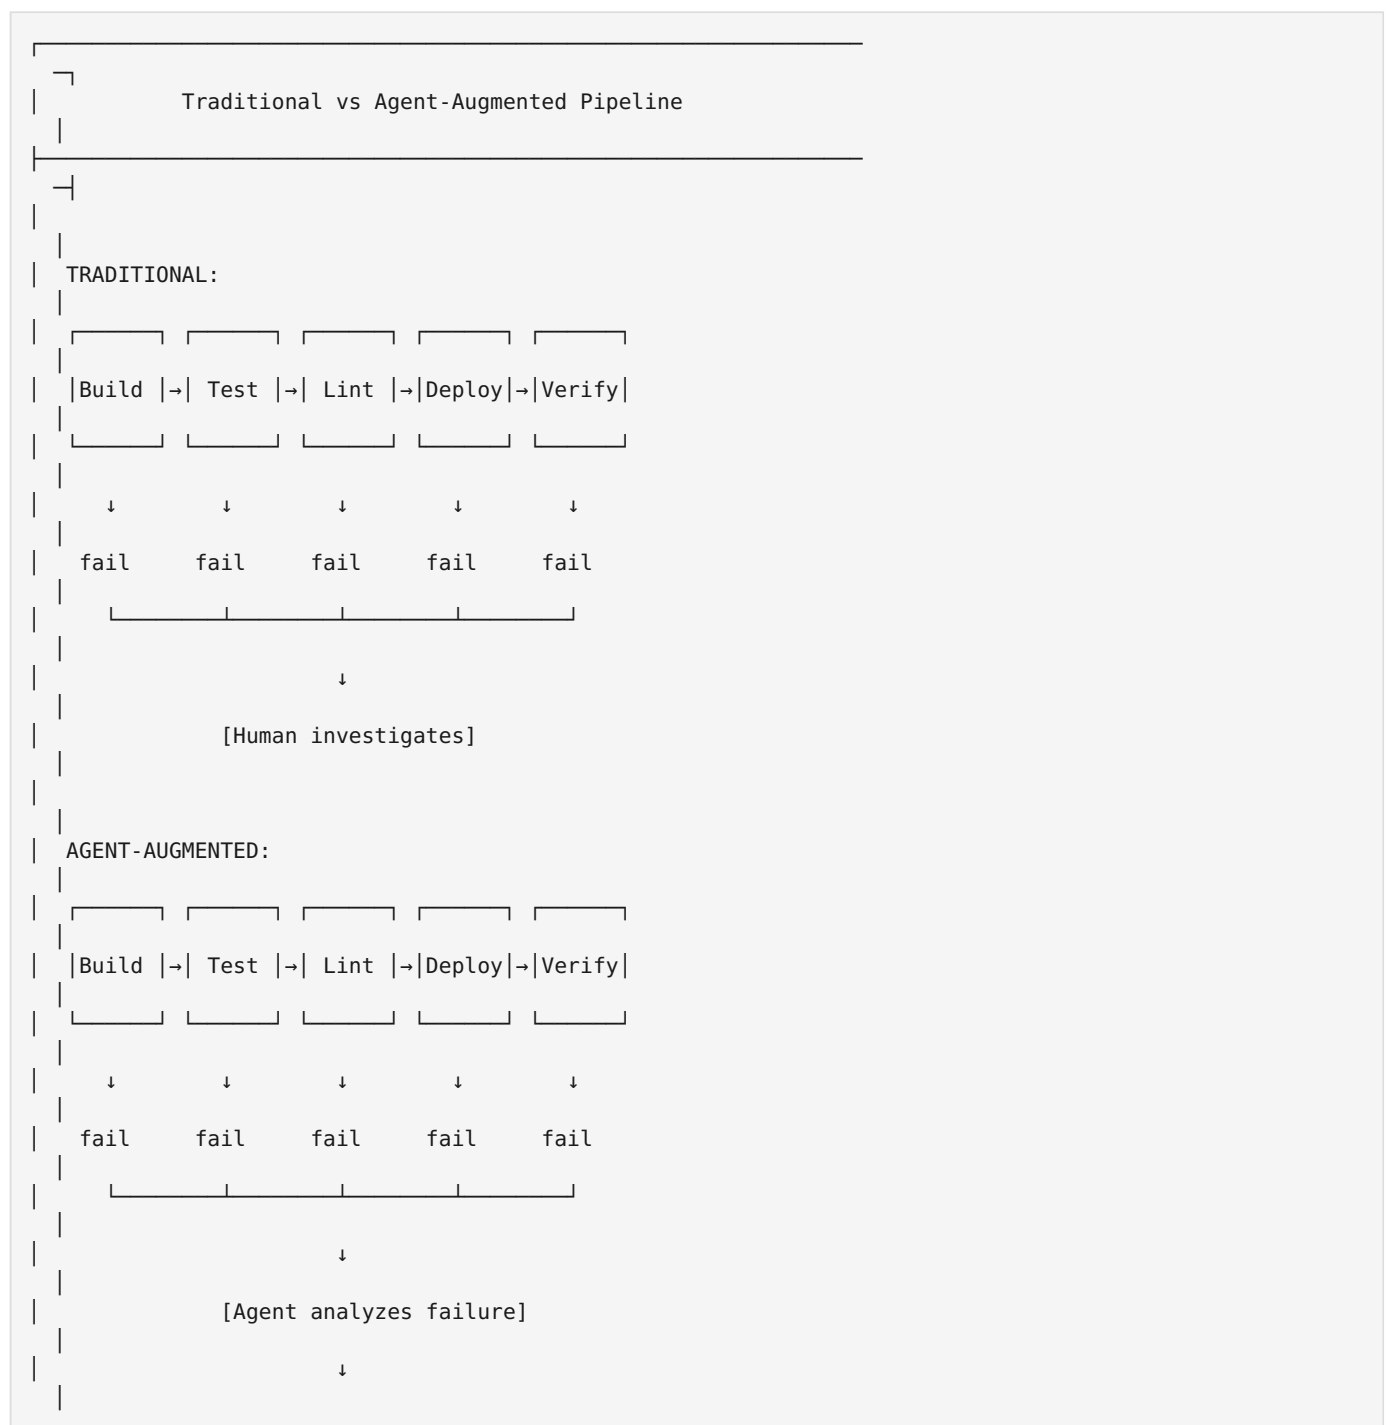 ┌────────────────────────────────────────────────────────────────
─┐
│           Traditional vs Agent-Augmented Pipeline
│
├────────────────────────────────────────────────────────────────
─┤
│
│
│  TRADITIONAL:
│
│  ┌──────┐ ┌──────┐ ┌──────┐ ┌──────┐ ┌──────┐
│
│  │Build │→│ Test │→│ Lint │→│Deploy│→│Verify│
│
│  └──────┘ └──────┘ └──────┘ └──────┘ └──────┘
│
│     ↓        ↓        ↓        ↓        ↓
│
│   fail     fail     fail     fail     fail
│
│     └────────┴────────┴────────┴────────┘
│
│                       ↓
│
│              [Human investigates]
│
│
│
│  AGENT-AUGMENTED:
│
│  ┌──────┐ ┌──────┐ ┌──────┐ ┌──────┐ ┌──────┐
│
│  │Build │→│ Test │→│ Lint │→│Deploy│→│Verify│
│
│  └──────┘ └──────┘ └──────┘ └──────┘ └──────┘
│
│     ↓        ↓        ↓        ↓        ↓
│
│   fail     fail     fail     fail     fail
│
│     └────────┴────────┴────────┴────────┘
│
│                       ↓
│
│              [Agent analyzes failure]
│
│                       ↓
│